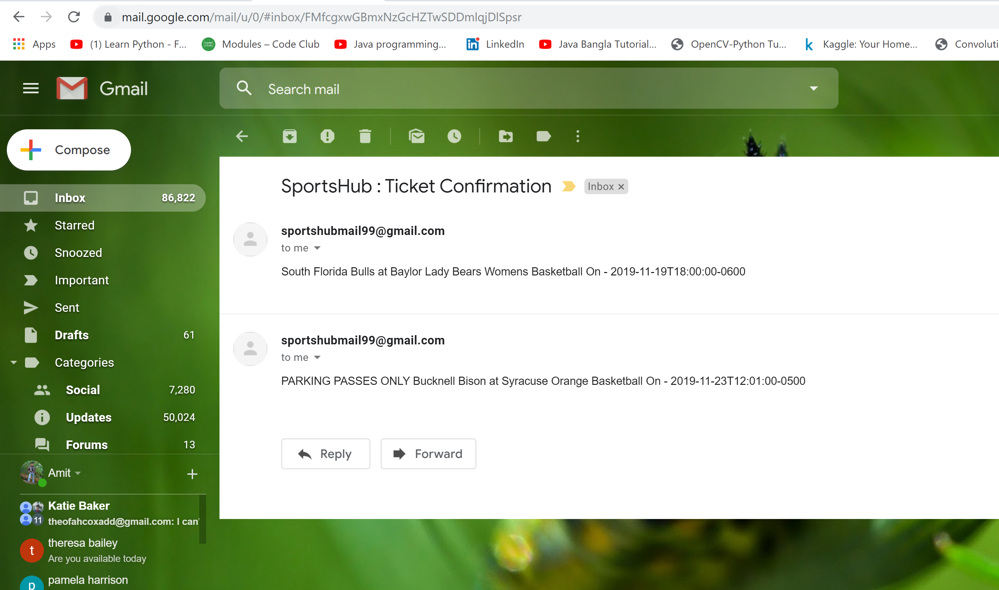 mail.google.com/mail/u/0/#inbox/FMfcgxwGBmxNzGcHZTwSDDmlqjDlSpsr
Apps
(1) Learn Python - F...
Modules – Code Club
Java programming...
LinkedIn
Java Bangla Tutorial...
OpenCV-Python Tu...
Kaggle: Your Home...
Convoluti
Gmail
Search mail
Compose
Inbox 86,822
Starred
Snoozed
Important
Sent
Drafts 61
Categories
Social 7,280
Updates 50,024
Forums 13
Amit
Katie Baker
11 theofahcoxadd@gmail.com: I can'
theresa bailey
t
Are you available today
pamela harrison
p
SportsHub : Ticket Confirmation
Inbox ×
sportshubmail99@gmail.com
to me
South Florida Bulls at Baylor Lady Bears Womens Basketball On - 2019-11-19T18:00:00-0600
sportshubmail99@gmail.com
to me
PARKING PASSES ONLY Bucknell Bison at Syracuse Orange Basketball On - 2019-11-23T12:01:00-0500
Reply
Forward